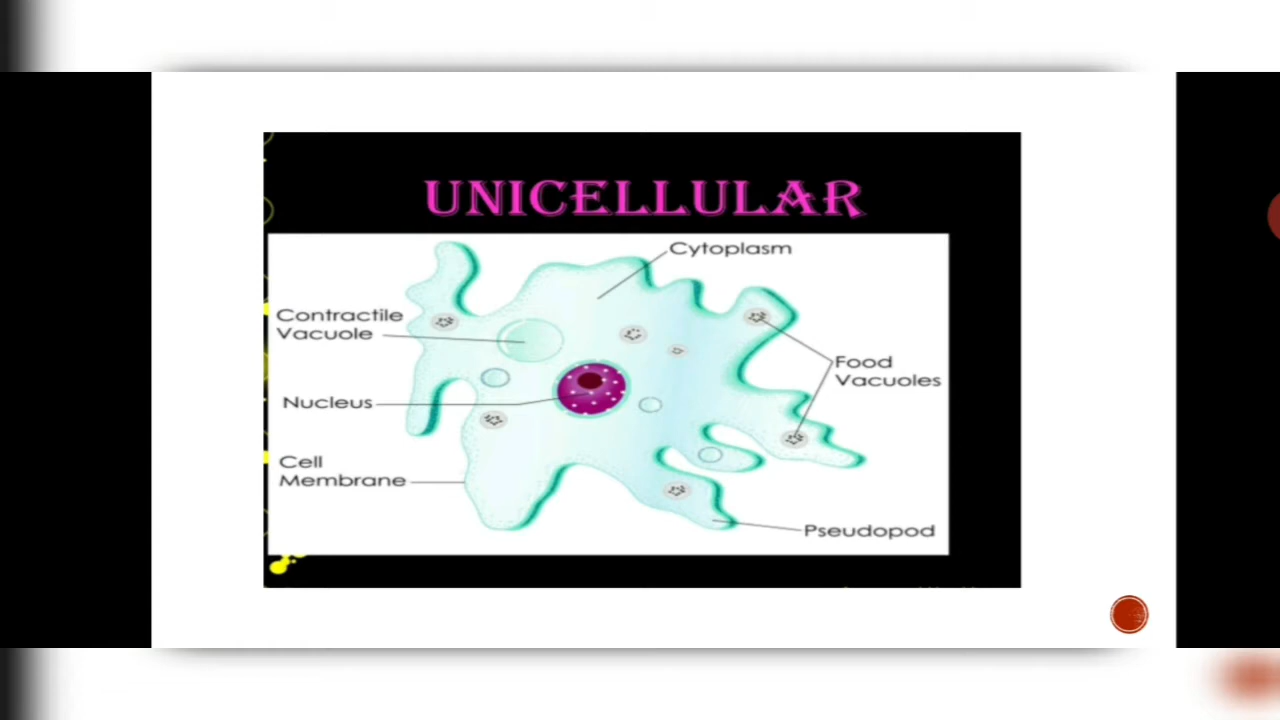 UNICELLULAR
Cytoplasm
Contractile
Vacuole
Food
Vacuoles
Nucleus
Cell
Membrane
Pseudopod